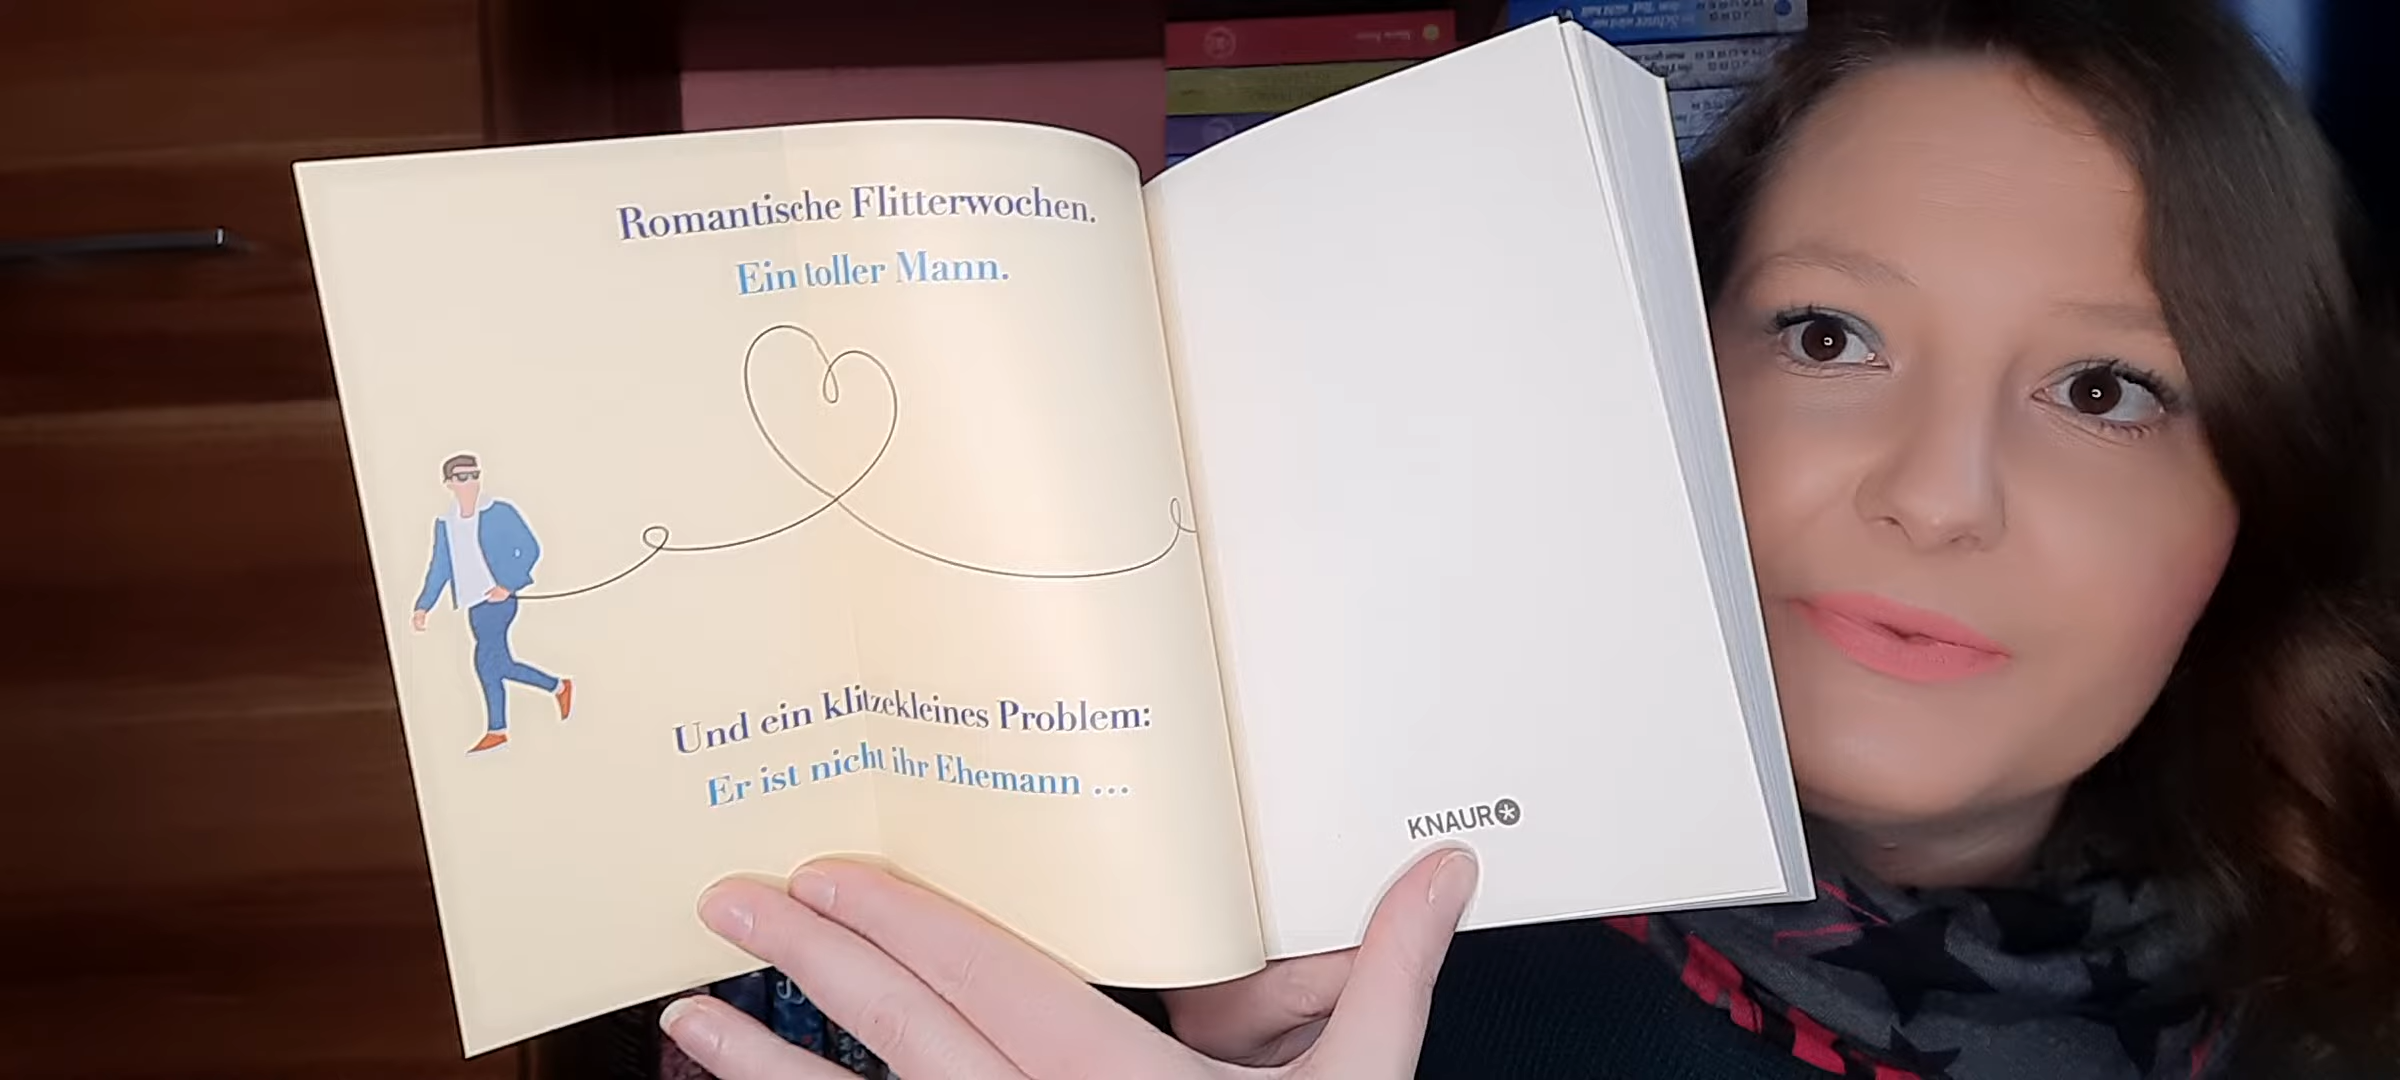 Romantische Flitterwochen.
Ein toller Mann.
Und ein klitzekleines Problem:
Er ist nicht ihr Ehemann ...
KNAUR